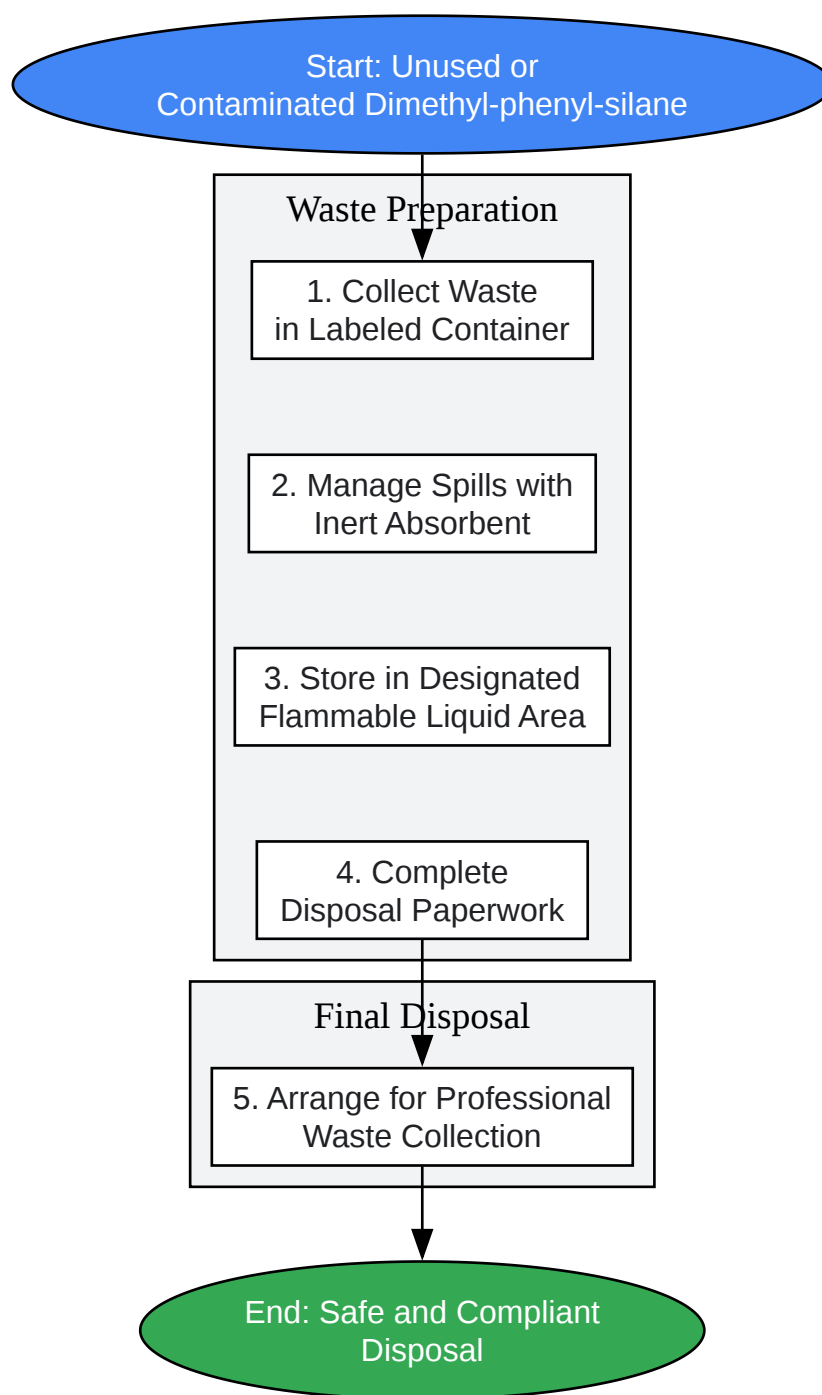 Start: Unused or
Contaminated Dimethyl-phenyl-silane
Waste Preparation
1. Collect Waste
in Labeled Container
2. Manage Spills with
Inert Absorbent
3. Store in Designated
Flammable Liquid Area
4. Complete
Disposal Paperwork
Final Disposal
5. Arrange for Professional
Waste Collection
End: Safe and Compliant
Disposal